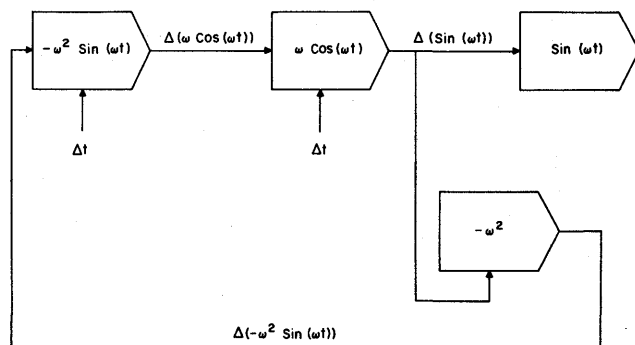 -ω² Sin (ωt)
Δ(ω Cos(ωt))
ω Cos(ωt)
Δ (Sin (ωt))
Sin (ωt)
Δt
Δt
-ω²
Δ(-ω² Sin (ωt))